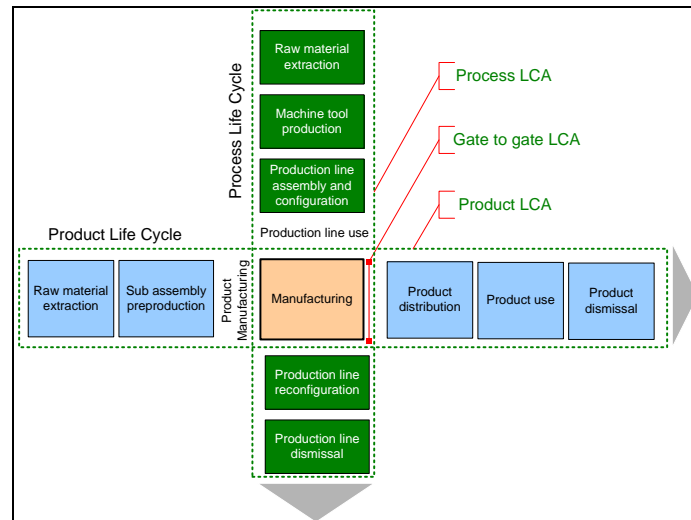 Process Life Cycle
Raw material
extraction
Machine tool
production
Production line
assembly and
configuration
Production line use
Process LCA
Gate to gate LCA
Product LCA
Product Life Cycle
Raw material
extraction
Sub assembly
preproduction
Product
Manufacturing
Manufacturing
Product
distribution
Product use
Product
dismissal
Production line
reconfiguration
Production line
dismissal